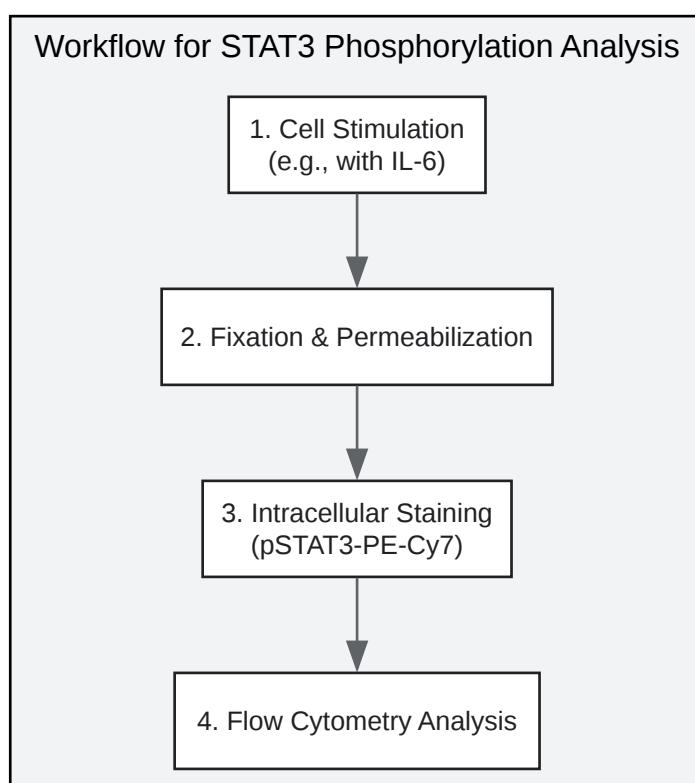 Workflow for STAT3 Phosphorylation Analysis
1. Cell Stimulation
(e.g., with IL-6)
2. Fixation & Permeabilization
3. Intracellular Staining
(pSTAT3-PE-Cy7)
4. Flow Cytometry Analysis